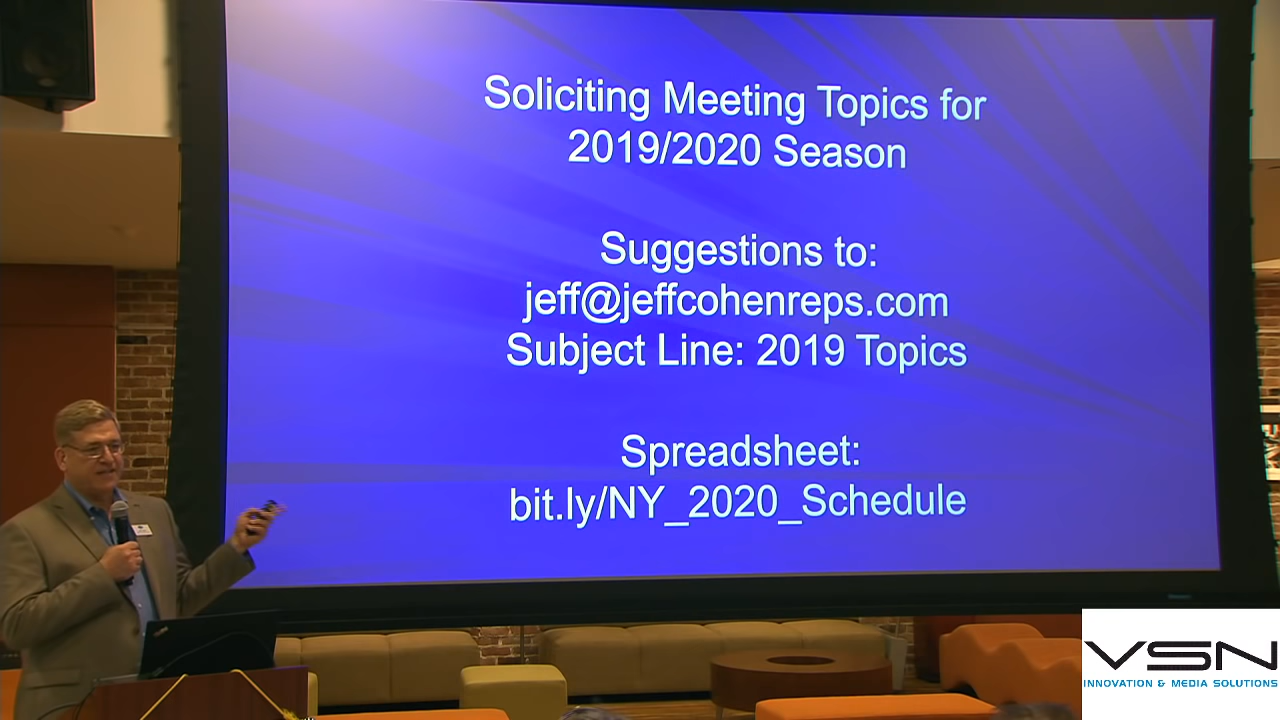 Soliciting Meeting Topics for
2019/2020 Season
Suggestions to:
jeff@jeffcohenreps.com
Subject Line: 2019 Topics
Spreadsheet:
bit.ly/NY_2020_Schedule
VSN
INNOVATION & MEDIA SOLUTIONS